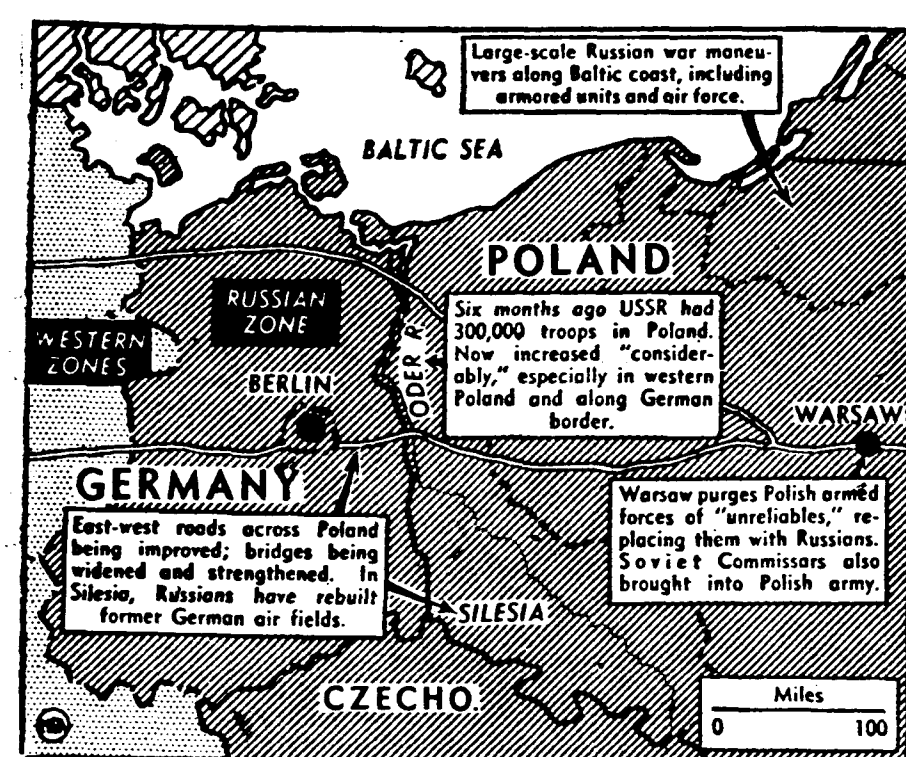 Large-scale Russian war maneu-
vers along Baltic coast, including
armored units and air force.
BALTIC SEA
POLAND
RUSSIAN
ZONE
Six months ago USSR had
300,000 troops in Poland.
Now increased "consider-
ably," especially in western
Poland and along German
border.
WESTERN
ZONES
ODER R.
BERLIN
WARSAW
GERMANY
Warsaw purges Polish armed
forces of "unreliables," re-
placing them with Russians.
Soviet Commissars also
brought into Polish army.
East-west roads across Poland
being improved; bridges being
widened and strengthened. In
Silesia, Russians have rebuilt
former German air fields.
SILESIA
CZECHO.
Miles
0 100